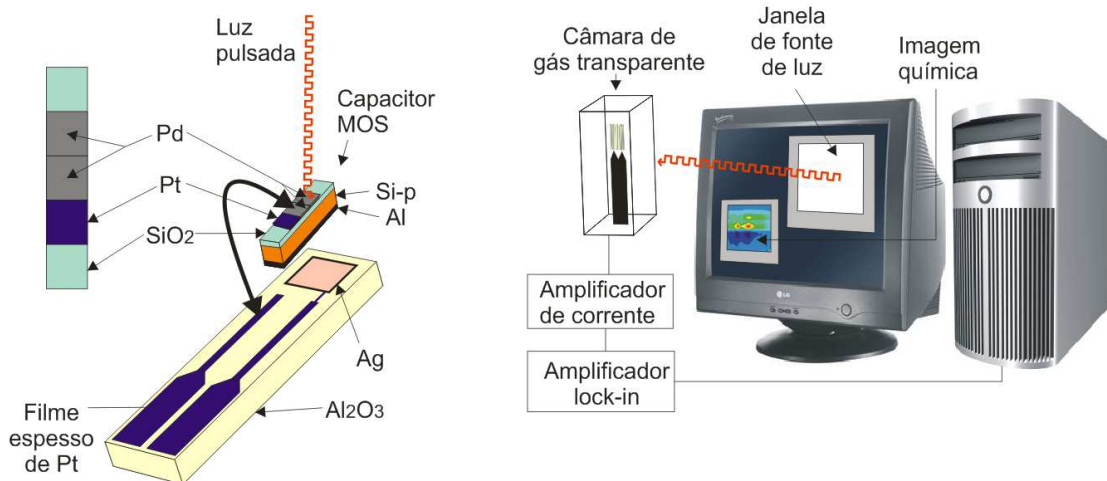 Luz
pulsada
Capacitor
MOS
Pd
Pt
Si-p
Al
SiO2
Ag
Al2O3
Filme
espesso
de Pt
Câmara de
gás transparente
Janela
de fonte
de luz
Imagem
química
LG
Amplificador
de corrente
Amplificador
lock-in